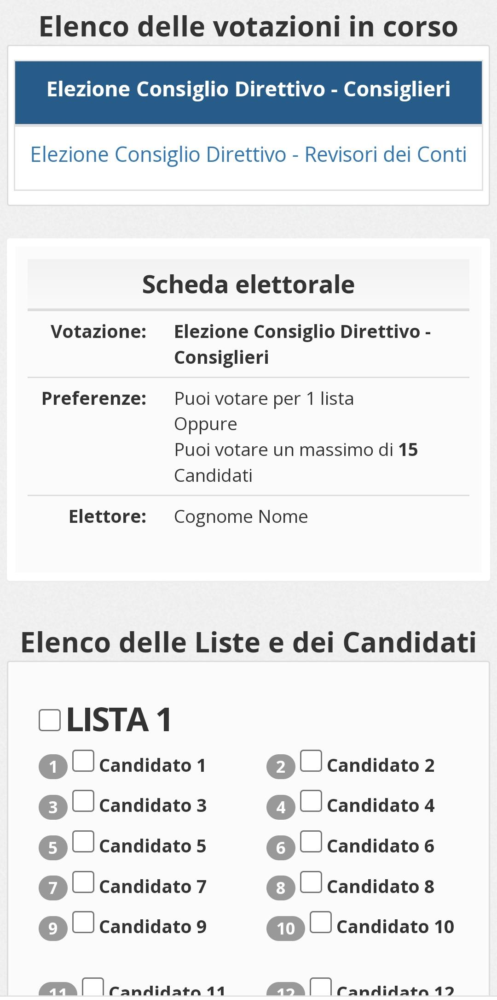 Elenco delle votazioni in corso
Elezione Consiglio Direttivo - Consiglieri
Elezione Consiglio Direttivo - Revisori dei Conti
Scheda elettorale
Votazione: Elezione Consiglio Direttivo -
Consiglieri
Preferenze: Puoi votare per 1 lista
Oppure
Puoi votare un massimo di 15
Candidati
Elettore: Cognome Nome
Elenco delle Liste e dei Candidati
LISTA 1
1 Candidato 1 2 Candidato 2
3 Candidato 3 4 Candidato 4
5 Candidato 5 6 Candidato 6
7 Candidato 7 8 Candidato 8
9 Candidato 9 10 Candidato 10
11 Candidato 11 12 Candidato 12